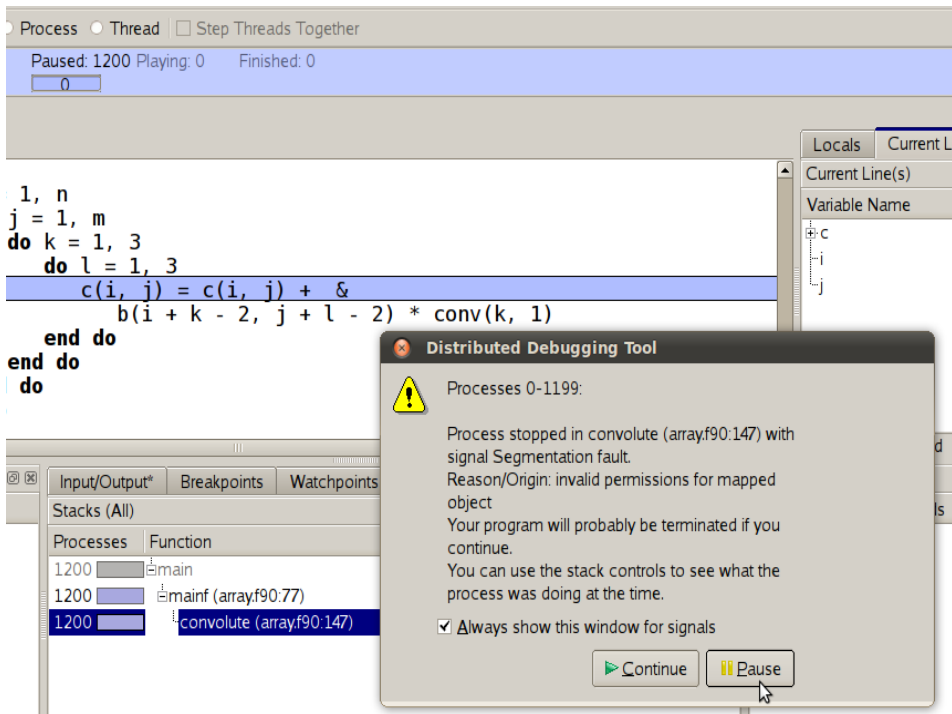 Process Thread Step Threads Together
Paused: 1200 Playing: 0 Finished: 0
0
Locals Current L
Current Line(s)
Variable Name
c
i
j
1, n
j = 1, m
do k = 1, 3
do l = 1, 3
c(i, j) = c(i, j) + &
b(i + k - 2, j + l - 2) * conv(k, 1)
end do
end do
do
Distributed Debugging Tool
Processes 0-1199:
Process stopped in convolute (array.f90:147) with
signal Segmentation fault.
Reason/Origin: invalid permissions for mapped
object
Your program will probably be terminated if you
continue.
You can use the stack controls to see what the
process was doing at the time.
Always show this window for signals
Continue Pause
Input/Output* Breakpoints Watchpoints
Stacks (All)
Processes Function
1200 main
1200 mainf (array.f90:77)
1200 convolute (array.f90:147)
d
ls